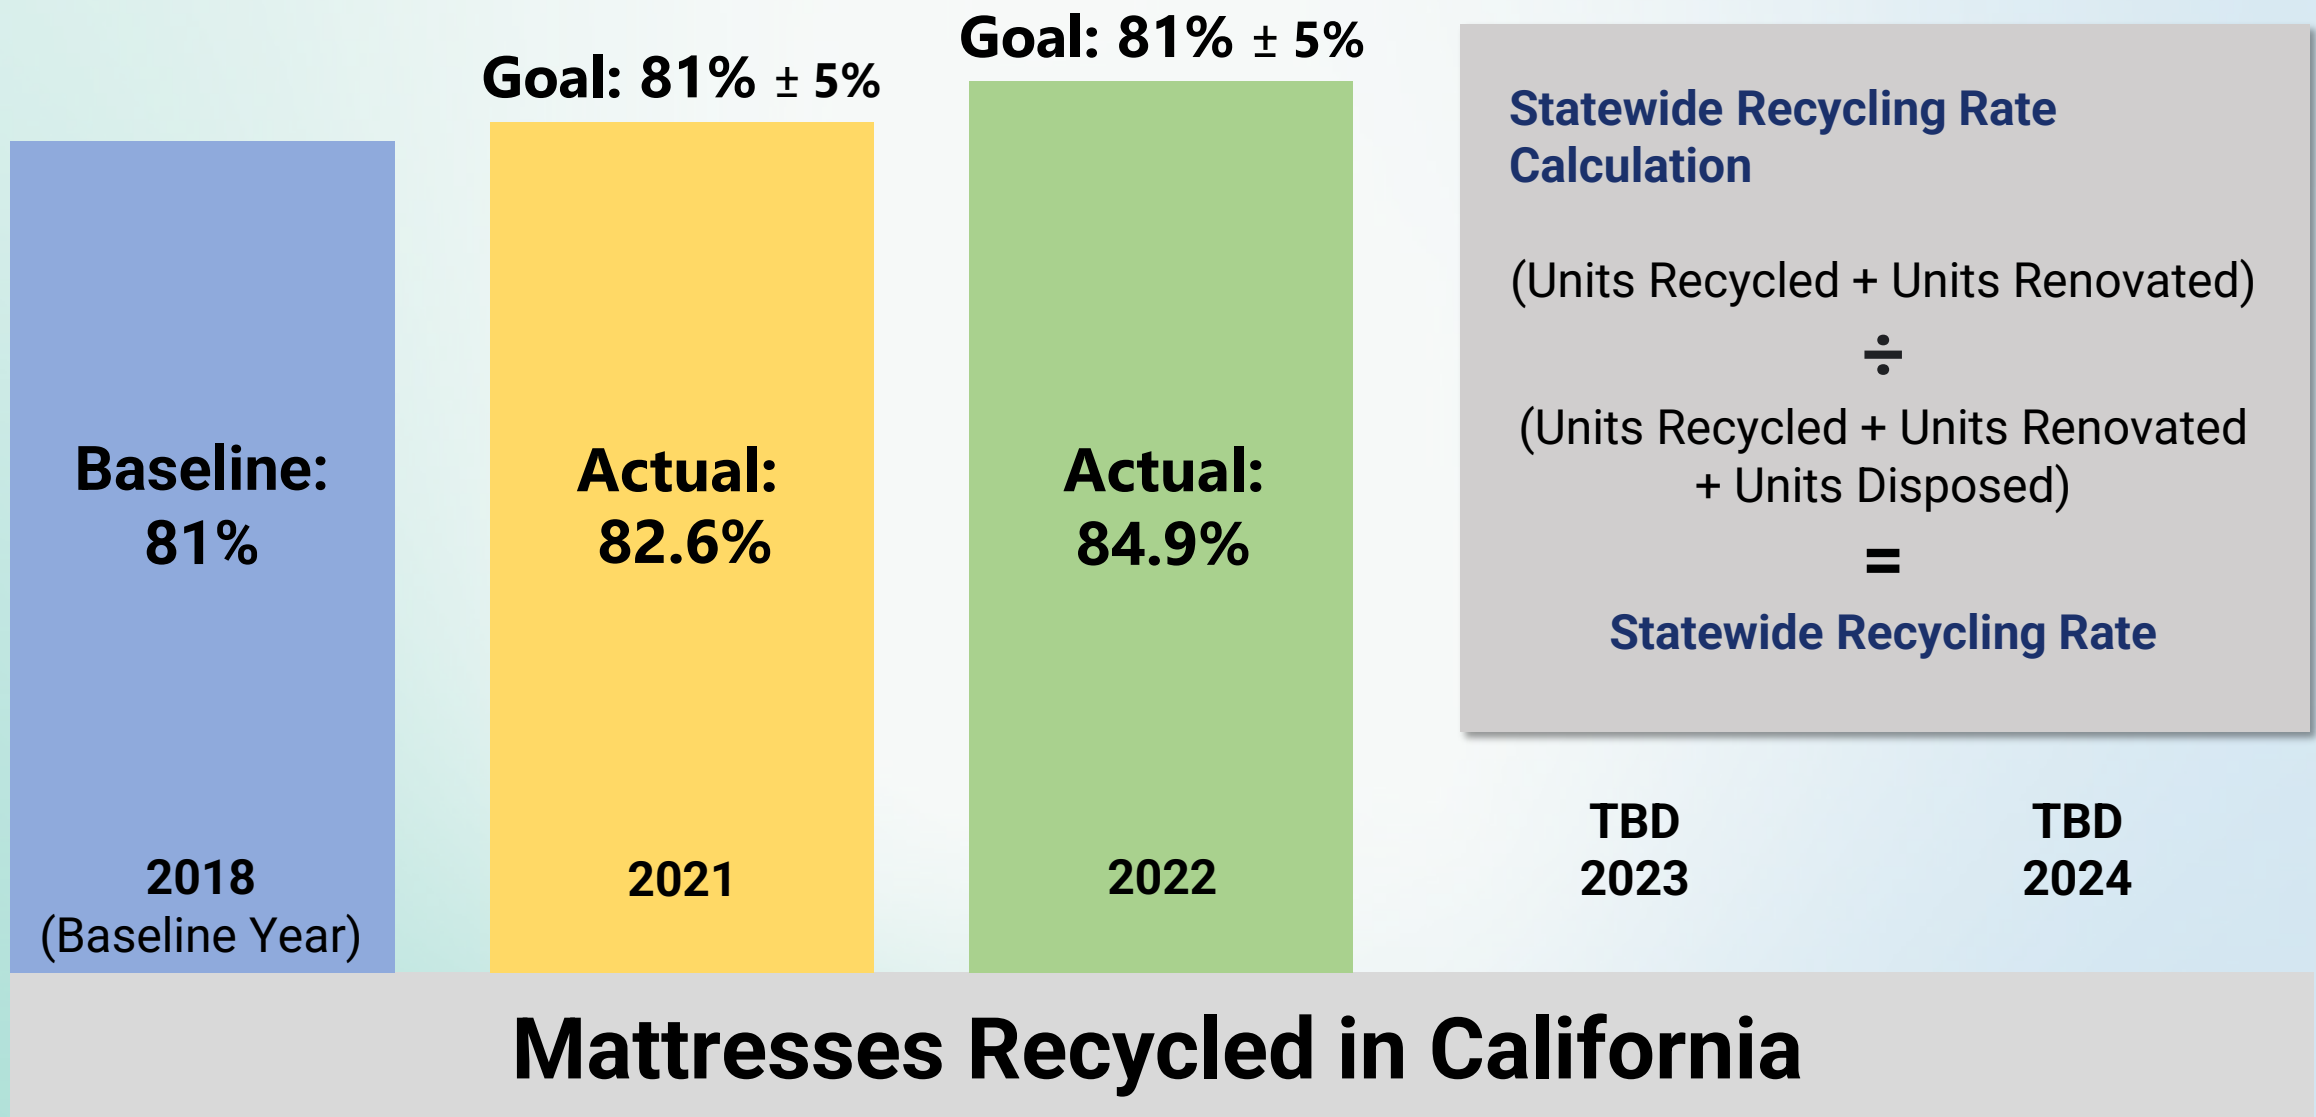 Goal: 81% ± 5%
Goal: 81% ± 5%
Baseline:
81%
Actual:
82.6%
Actual:
84.9%
2018
(Baseline Year)
2021
2022
Statewide Recycling Rate
Calculation
(Units Recycled + Units Renovated)
÷
(Units Recycled + Units Renovated
+ Units Disposed)
=
Statewide Recycling Rate
TBD
2023
TBD
2024
Mattresses Recycled in California